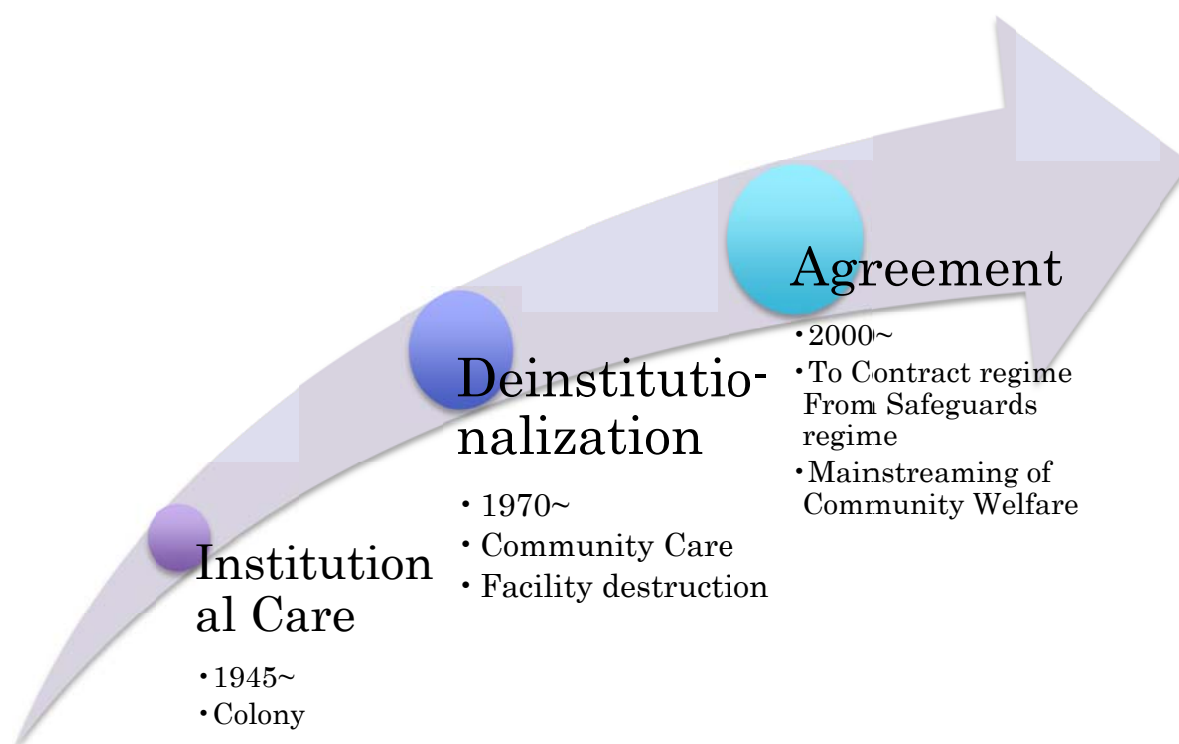 Institution
al Care
・1945~
・Colony
Deinstitutio-
nalization
・1970~
・Community Care
・Facility destruction
Agreement
・2000~
・To Contract regime
From Safeguards
regime
・Mainstreaming of
Community Welfare